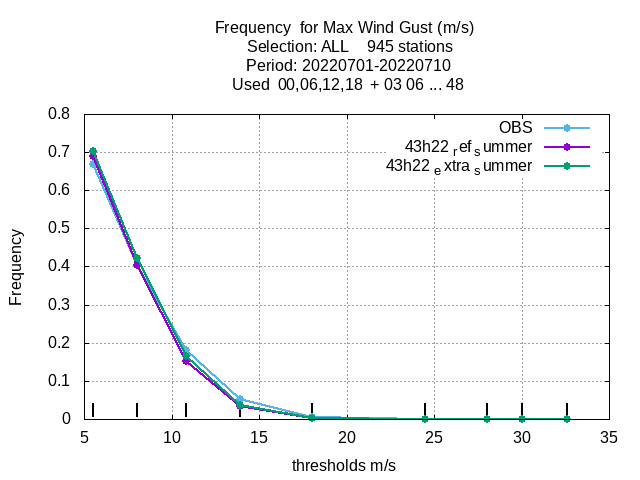 Frequency for Max Wind Gust (m/s)
Selection: ALL 945 stations
Period: 20220701-20220710
Used 00,06,12,18 + 03 06 ... 48
OBS
43h22 ref summer
43h22 extra summer
Frequency
0.8
0.7
0.6
0.5
0.4
0.3
0.2
0.1
0
5 10 15 20 25 30 35
thresholds m/s